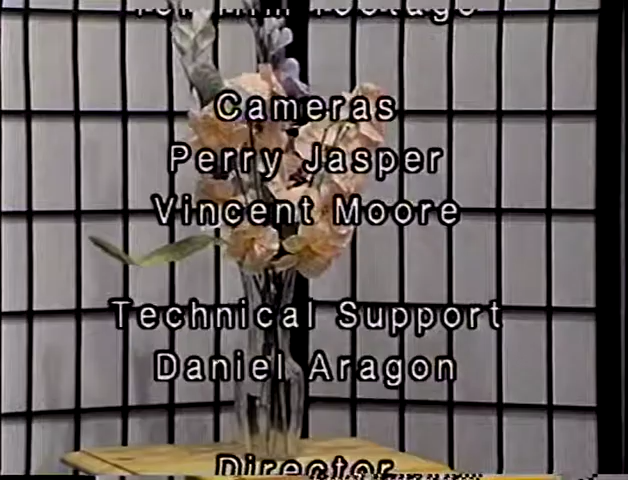 Cameras
Perry Jasper
Vincent Moore
Technical Support
Daniel Aragon
Director